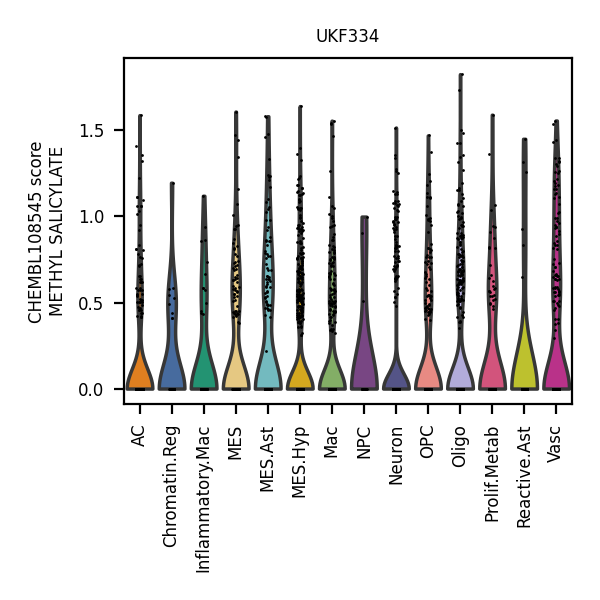 UKF334
CHEMBL108545 score
METHYL SALICYLATE
1.5
1.0
0.5
0.0
AC
Chromatin.Reg
Inflammatory.Mac
MES
MES.Ast
MES.Hyp
Mac
NPC
Neuron
OPC
Oligo
Prolif.Metab
Reactive.Ast
Vasc